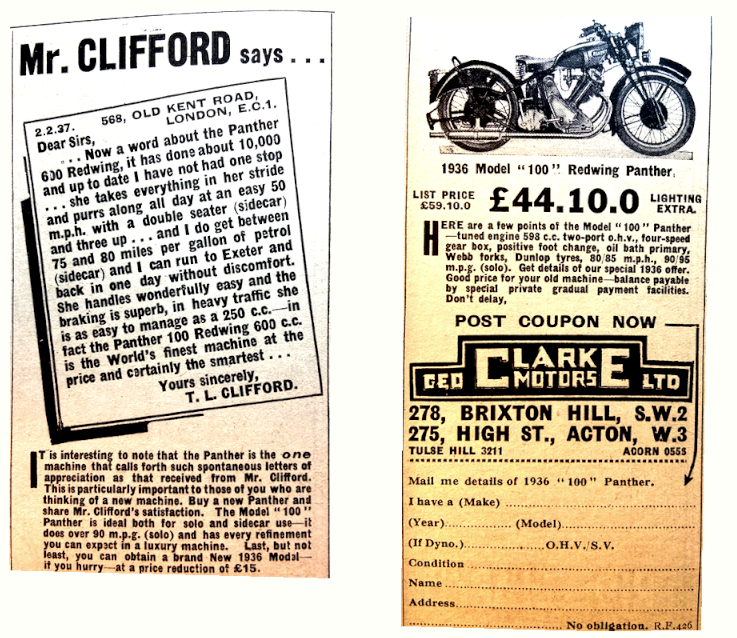 Mr. CLIFFORD says . . .
2.2.37. 568, OLD KENT ROAD,
LONDON, E.C.1.
Dear Sirs,
. . . Now a word about the Panther
600 Redwing, it has done about 10,000
and up to date I have not had one stop
. . . she takes everything in her stride
and purrs along all day at an easy 50
m.p.h. with a double seater (sidecar)
and three up . . . and I do get between
75 and 80 miles per gallon of petrol
(sidecar) and I can run to Exeter and
back in one day without discomfort.
She handles wonderfully easy and the
braking is superb, in heavy traffic she
is as easy to manage as a 250 c.c.—in
fact the Panther 100 Redwing 600 c.c.
is the World's finest machine at the
price and certainly the smartest . . .
Yours sincerely,
T. L. CLIFFORD.
IT is interesting to note that the Panther is the one
machine that calls forth such spontaneous letters of
appreciation as that received from Mr. Clifford.
This is particularly important to those of you who are
thinking of a new machine. Buy a new Panther and
share Mr. Clifford's satisfaction. The Model "100"
Panther is ideal both for solo and sidecar use—it
does over 90 m.p.g. (solo) and has every refinement
you can expect in a luxury machine. Last, but not
least, you can obtain a brand New 1936 Model—
if you hurry—at a price reduction of £15.
1936 Model "100" Redwing Panther.
LIST PRICE £59.10.0 £44.10.0 LIGHTING EXTRA.
HERE are a few points of the Model "100" Panther
—tuned engine 598 c.c. two-port o.h.v., four-speed
gear box, positive foot change, oil bath primary,
Webb forks, Dunlop tyres, 80/85 m.p.h., 90/95
m.p.g. (solo). Get details of our special 1936 offer.
Good price for your old machine—balance payable
by special private gradual payment facilities.
Don't delay,
POST COUPON NOW
GEO CLARKE MOTORS LTD
278, BRIXTON HILL, S.W.2
275, HIGH ST., ACTON, W.3
TULSE HILL 3211 ACORN 0555
Mail me details of 1936 "100" Panther.
I have a (Make)
(Year) (Model)
(If Dyno.) O.H.V./S.V.
Condition
Name
Address
No obligation. R.F.426